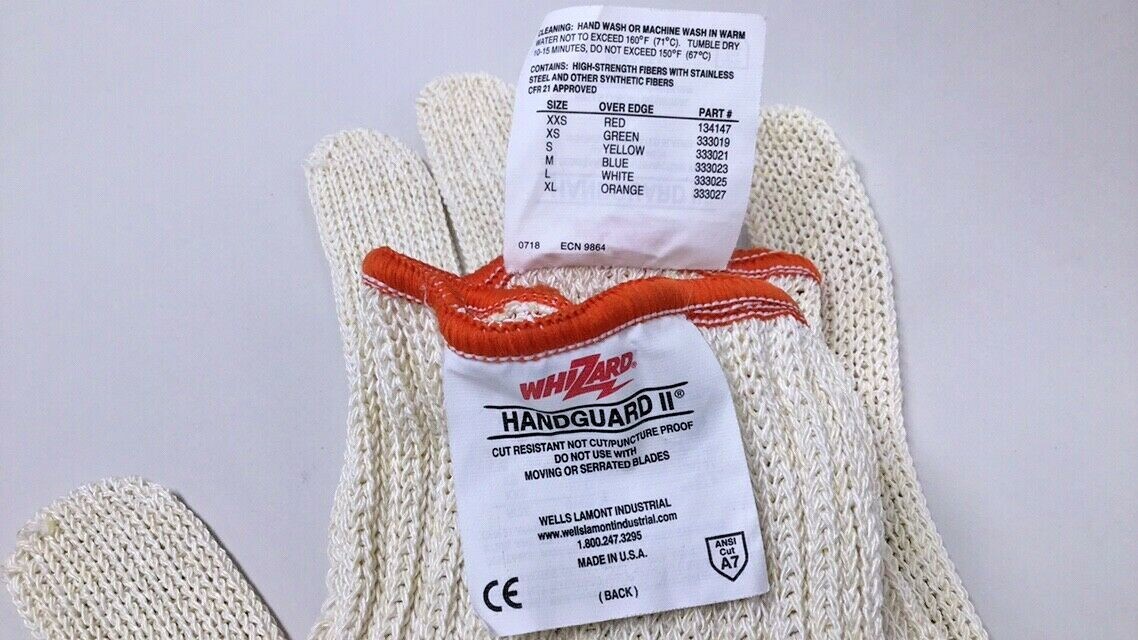 CLEANING: HAND WASH OR MACHINE WASH IN WARM
WATER NOT TO EXCEED 160°F (71°C). TUMBLE DRY
10-15 MINUTES, DO NOT EXCEED 150°F (67°C)
CONTAINS: HIGH-STRENGTH FIBERS WITH STAINLESS
STEEL AND OTHER SYNTHETIC FIBERS
CFR 21 APPROVED
SIZE OVER EDGE PART #
XXS RED 134147
XS GREEN 333019
S YELLOW 333021
M BLUE 333023
L WHITE 333025
XL ORANGE 333027
0718 ECN 9864
WHIZARD®
HANDGUARD II®
CUT RESISTANT NOT CUT/PUNCTURE PROOF
DO NOT USE WITH
MOVING OR SERRATED BLADES
WELLS LAMONT INDUSTRIAL
www.wellslamontindustrial.com
1.800.247.3295
MADE IN U.S.A.
CE
(BACK)
ANSI
Cut
A7